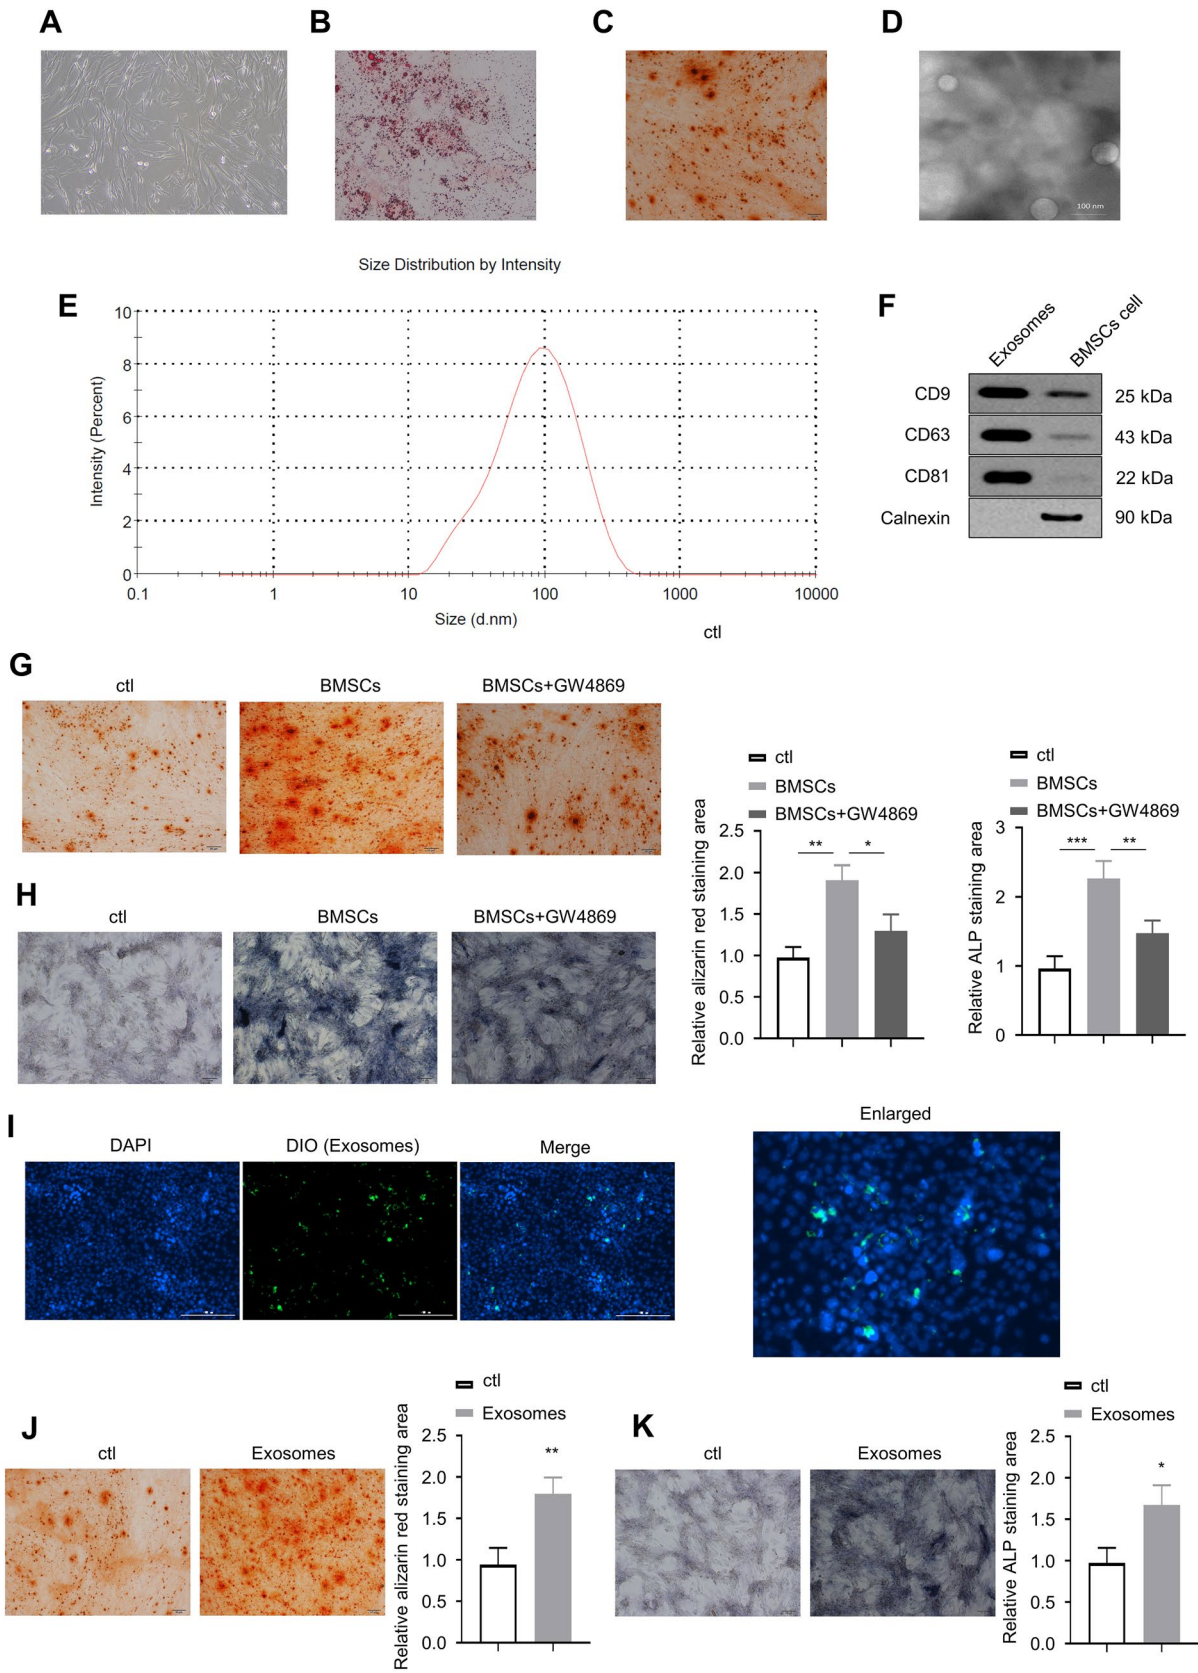 A
B
C
D
100 nm
Size Distribution by Intensity
E
10
8
6
4
2
0
Intensity (Percent)
0.1
1
10
100
1000
10000
Size (d.nm)
ctl
F
Exosomes
BMSCs cell
CD9
25 kDa
CD63
43 kDa
CD81
22 kDa
Calnexin
90 kDa
G
ctl
BMSCs
BMSCs+GW4869
ctl
BMSCs
BMSCs+GW4869
Relative alizarin red staining area
2.5
2.0
1.5
1.0
0.5
0.0
**
*
ctl
BMSCs
BMSCs+GW4869
Relative ALP staining area
3
2
1
0
***
**
H
ctl
BMSCs
BMSCs+GW4869
I
DAPI
DIO (Exosomes)
Merge
Enlarged
J
ctl
Exosomes
ctl
Exosomes
Relative alizarin red staining area
2.5
2.0
1.5
1.0
0.5
0.0
**
K
ctl
Exosomes
ctl
Exosomes
Relative ALP staining area
2.5
2.0
1.5
1.0
0.5
0.0
*